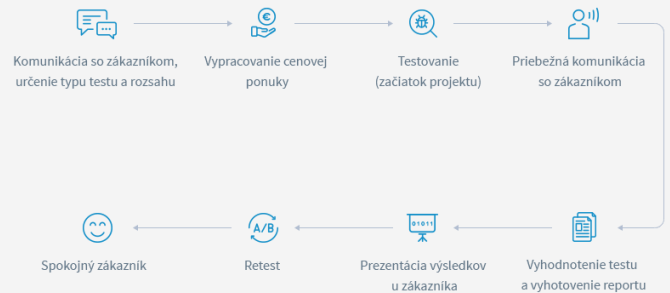 Komunikácia so zákazníkom,
určenie typu testu a rozsahu
Vypracovanie cenovej
ponuky
Testovanie
(začiatok projektu)
Priebežná komunikácia
so zákazníkom
Vyhodnotenie testu
a vyhotovenie reportu
01011
Prezentácia výsledkov
u zákazníka
A/B
Retest
Spokojný zákazník